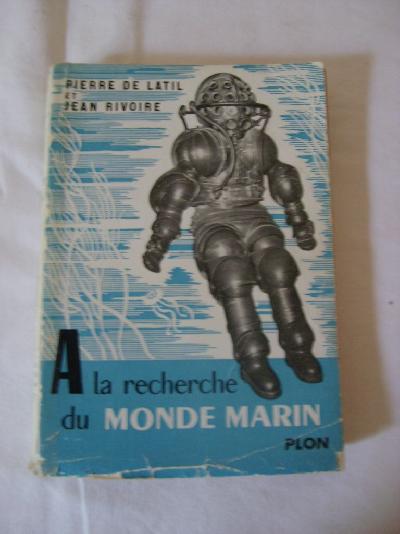 PIERRE DE LATIL
ET
JEAN RIVOIRE
A la recherche
du MONDE MARIN
PLON